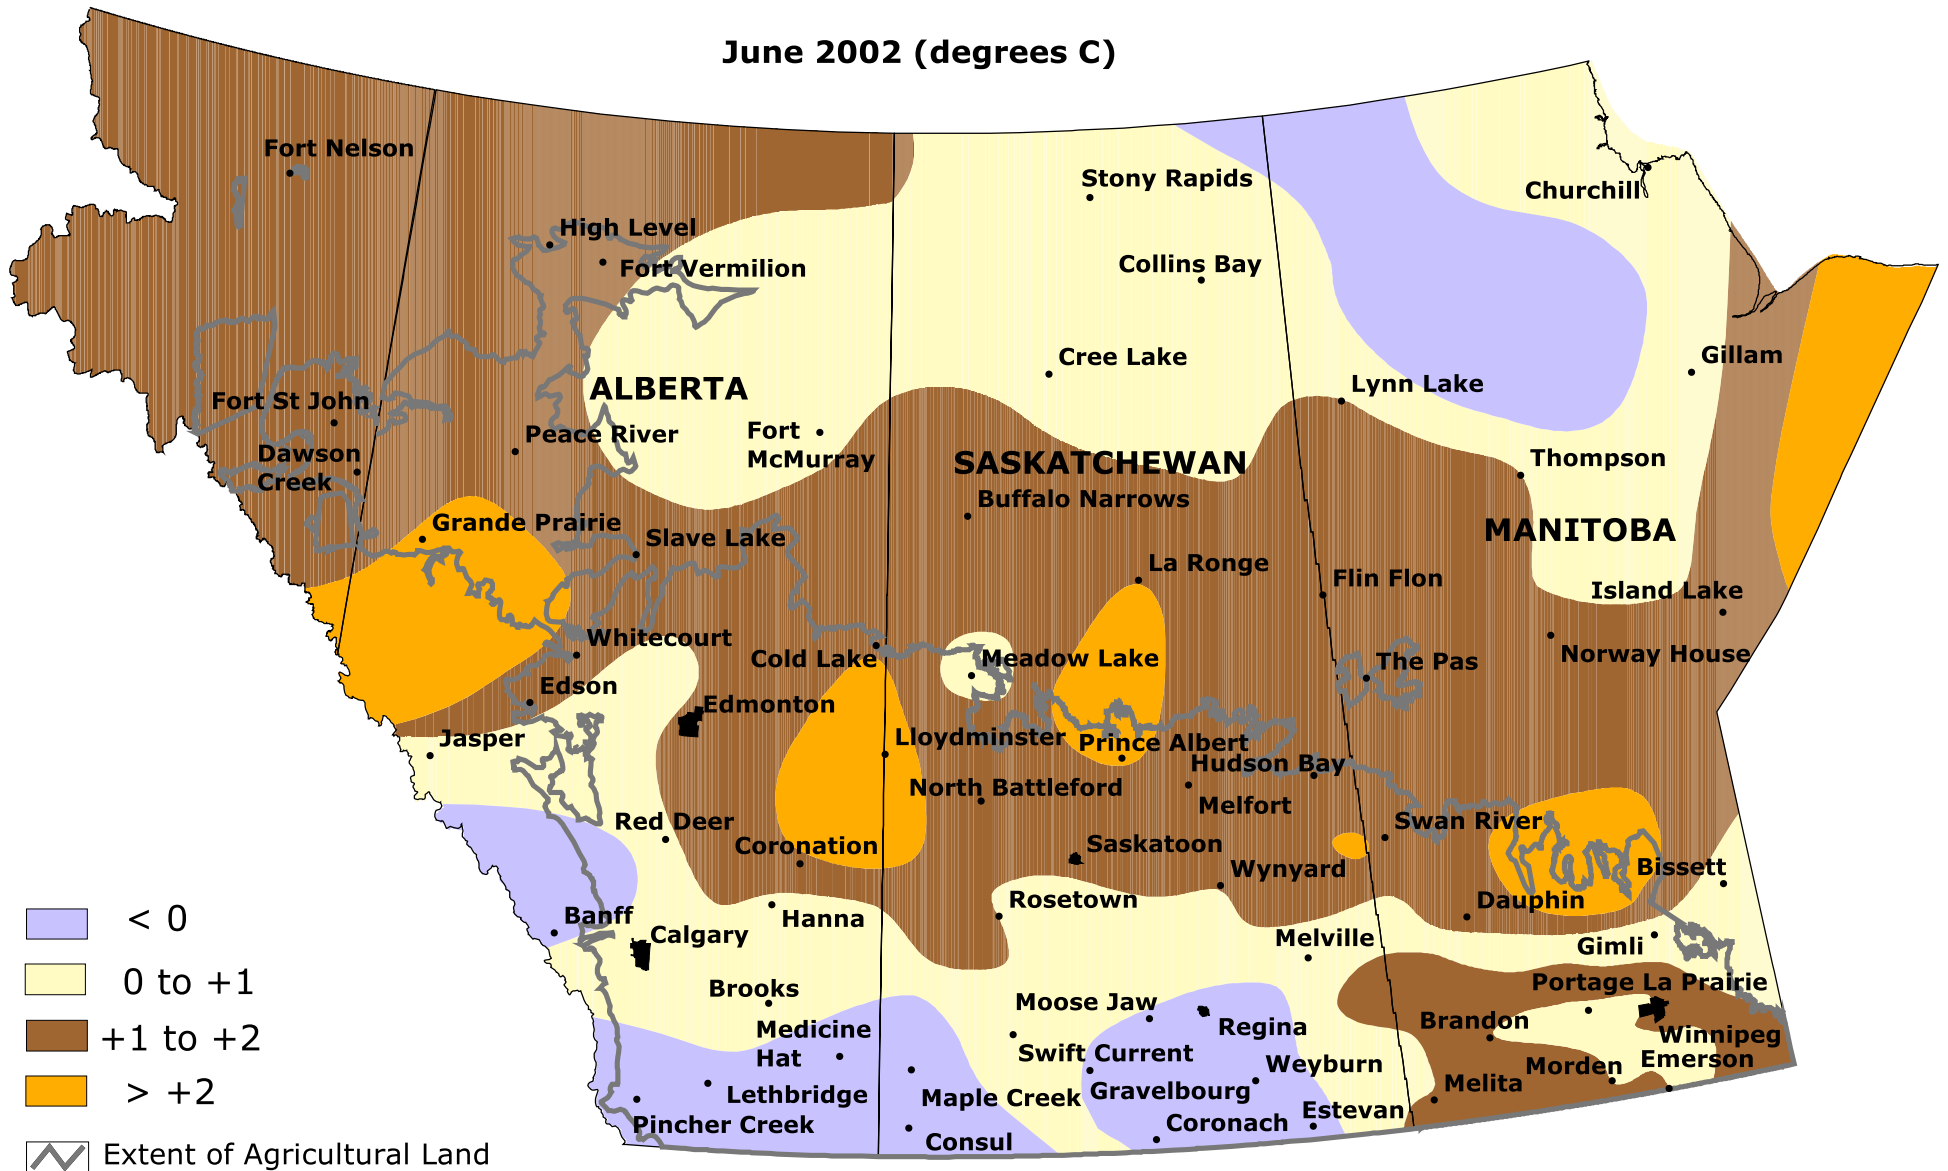 June 2002 (degrees C)
Fort Nelson
Stony Rapids
Churchill
High Level
Fort Vermilion
Collins Bay
Cree Lake
Gillam
Lynn Lake
ALBERTA
Fort St John
Peace River
Fort
McMurray
Dawson
Creek
SASKATCHEWAN
Thompson
Buffalo Narrows
Grande Prairie
MANITOBA
Slave Lake
La Ronge
Flin Flon
Island Lake
Whitecourt
Cold Lake
Meadow Lake
The Pas
Norway House
Edson
Edmonton
Jasper
Lloydminster
Prince Albert
Hudson Bay
North Battleford
Melfort
Red Deer
Swan River
Coronation
Saskatoon
Wynyard
Bissett
Rosetown
Dauphin
Banff
Hanna
< 0
Calgary
Melville
Gimli
0 to +1
Brooks
Moose Jaw
Portage La Prairie
Medicine
Hat
Regina
Brandon
Winnipeg
+1 to +2
Swift Current
Weyburn
Morden
Emerson
> +2
Lethbridge
Maple Creek
Gravelbourg
Melita
Pincher Creek
Consul
Coronach
Estevan
Extent of Agricultural Land